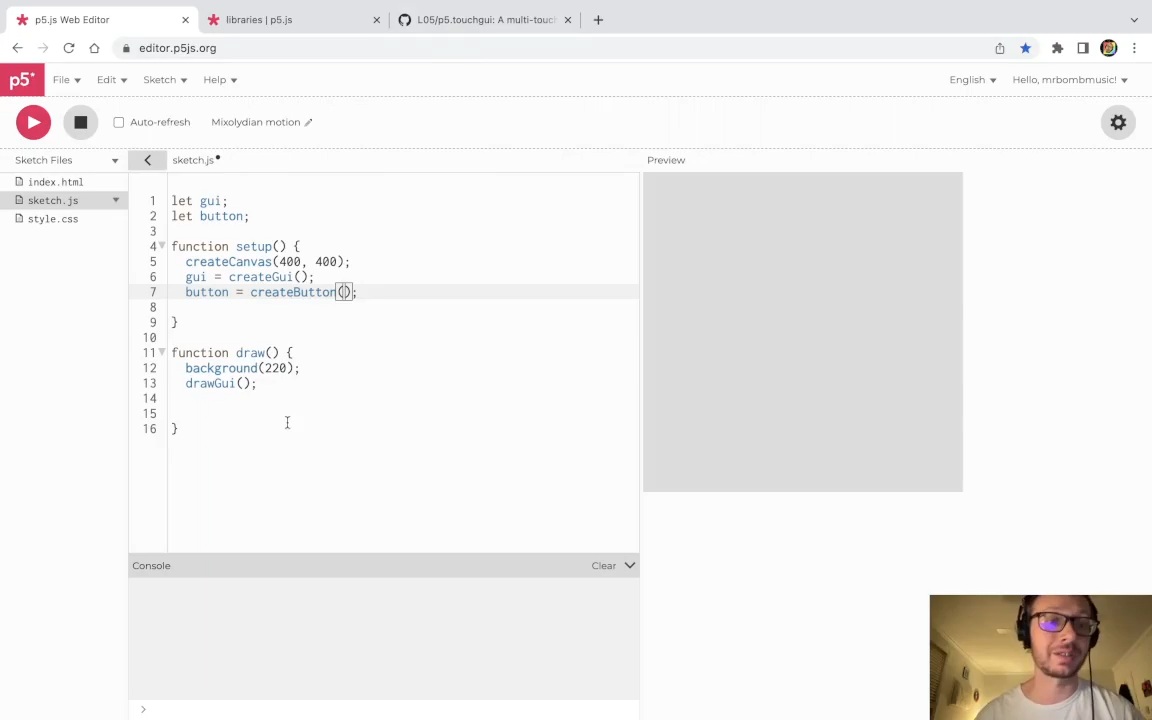 p5.js Web Editor
libraries | p5.js
L05/p5.touchgui: A multi-touch
editor.p5js.org
p5* File Edit Sketch Help English Hello, mrbombmusic!
Auto-refresh Mixolydian motion
Sketch Files
sketch.js
Preview
index.html
sketch.js
style.css
1 let gui;
2 let button;
3
4 function setup() {
5 createCanvas(400, 400);
6 gui = createGui();
7 button = createButton();
8
9 }
10
11 function draw() {
12 background(220);
13 drawGui();
14
15
16 }
Console Clear
>